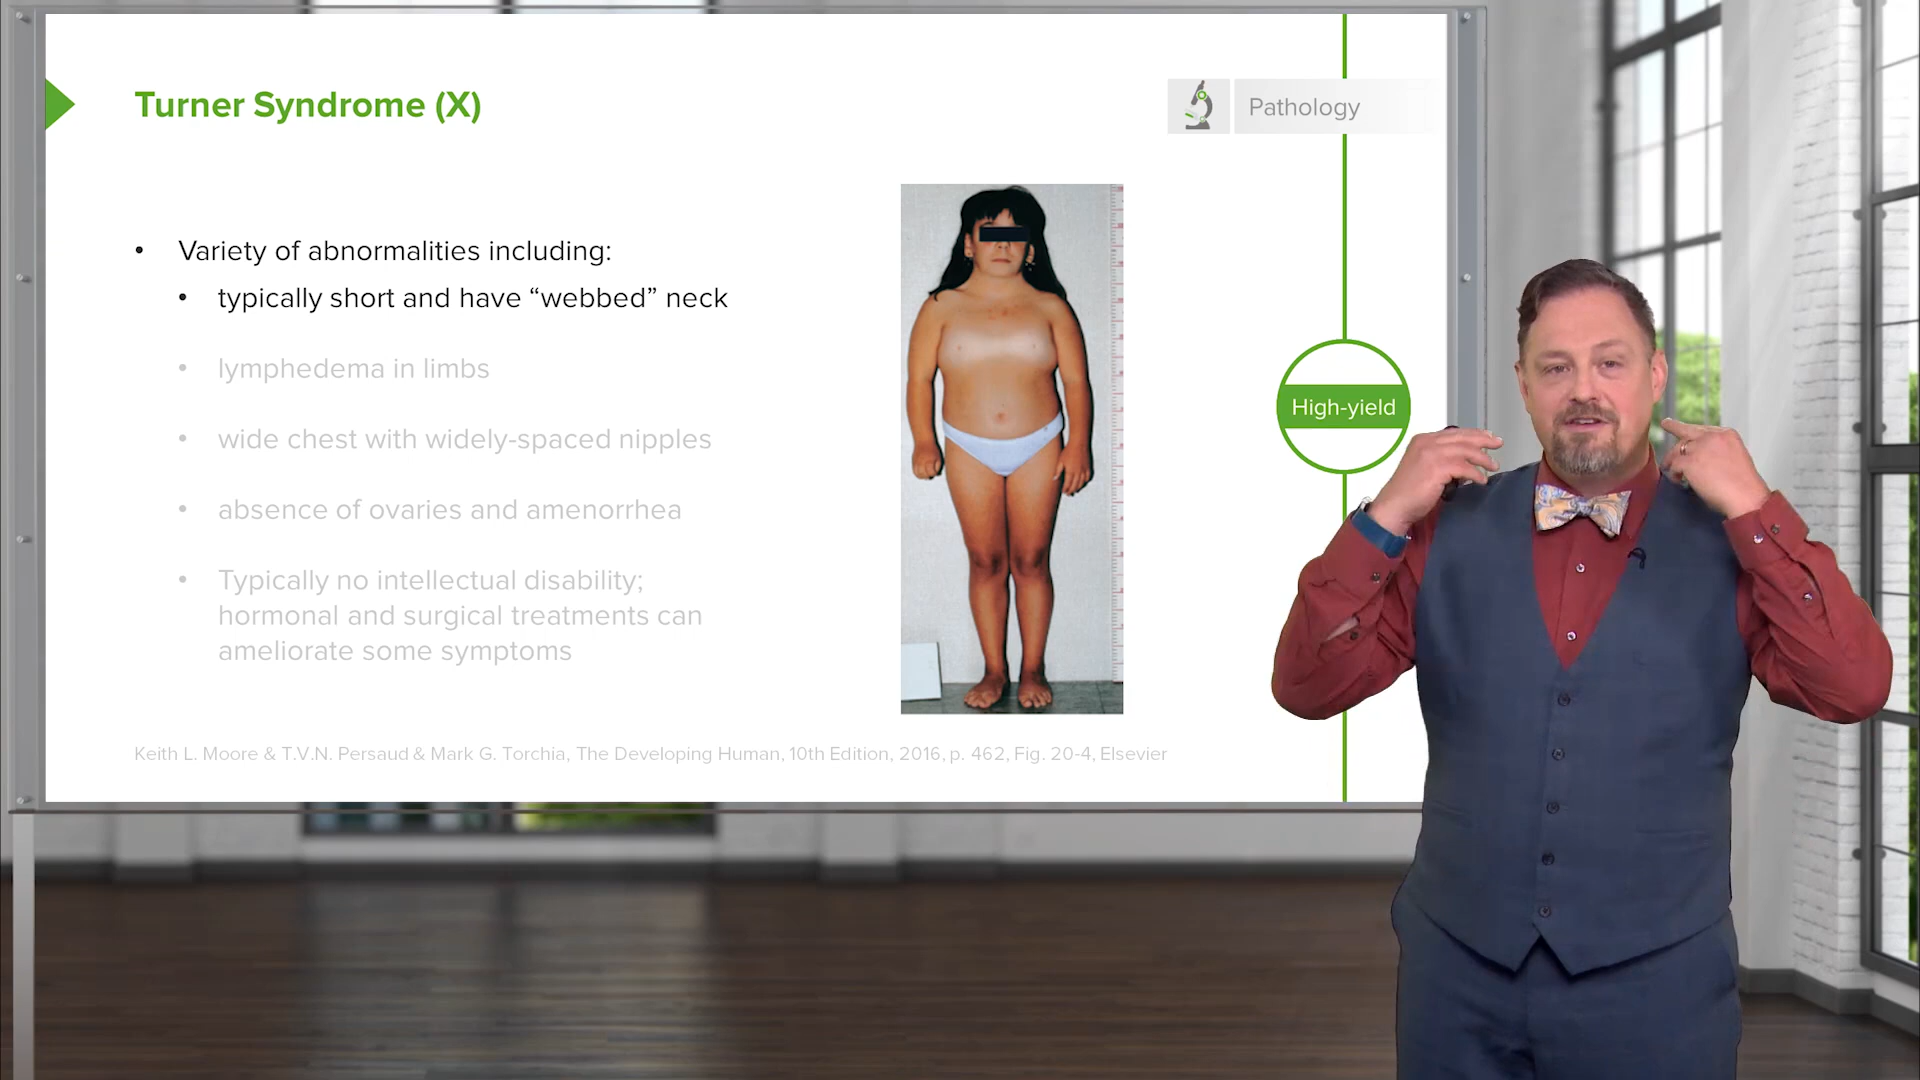 Turner Syndrome (X)
Pathology
• Variety of abnormalities including:
• typically short and have “webbed” neck
• lymphedema in limbs
• wide chest with widely-spaced nipples
• absence of ovaries and amenorrhea
• Typically no intellectual disability;
hormonal and surgical treatments can
ameliorate some symptoms
High-yield
Keith L. Moore & T.V.N. Persaud & Mark G. Torchia, The Developing Human, 10th Edition, 2016, p. 462, Fig. 20-4, Elsevier